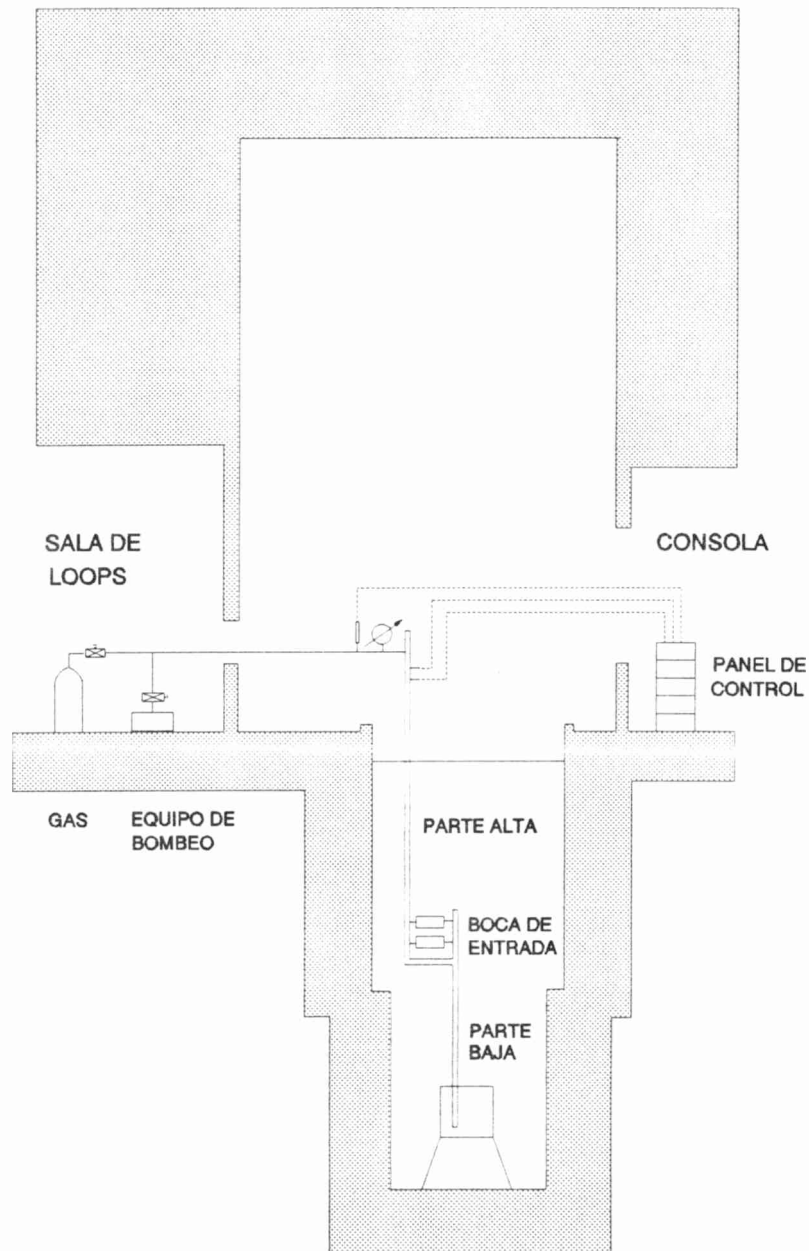 SALA DE
LOOPS
CONSOLA
PANEL DE
CONTROL
GAS
EQUIPO DE
BOMBEO
PARTE ALTA
BOCA DE
ENTRADA
PARTE
BAJA